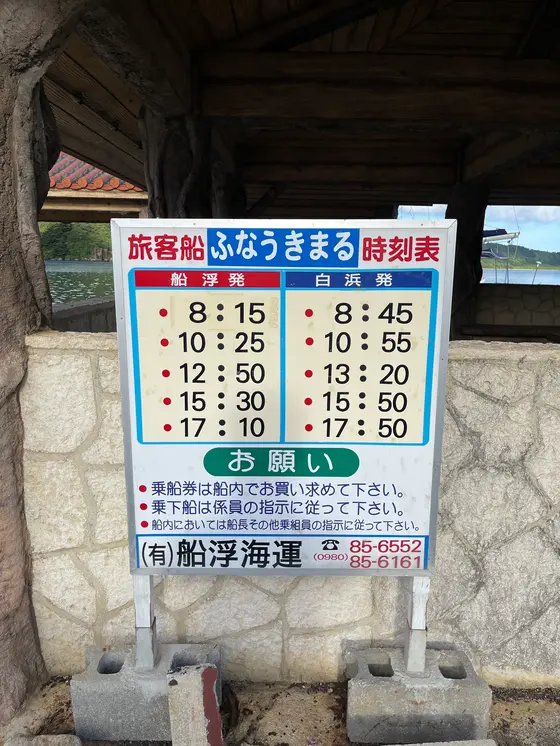 旅客船 ふなうきまる 時刻表
船浮発 白浜発
● 8:15 ● 8:45
● 10:25 ● 10:55
● 12:50 ● 13:20
● 15:30 ● 15:50
● 17:10 ● 17:50
お願い
●乗船券は船内でお買い求めて下さい。
●乗下船は係員の指示に従って下さい。
●船内においては船長その他乗組員の指示に従って下さい。
(有)船浮海運 ☎ (0980) 85-6552
85-6161